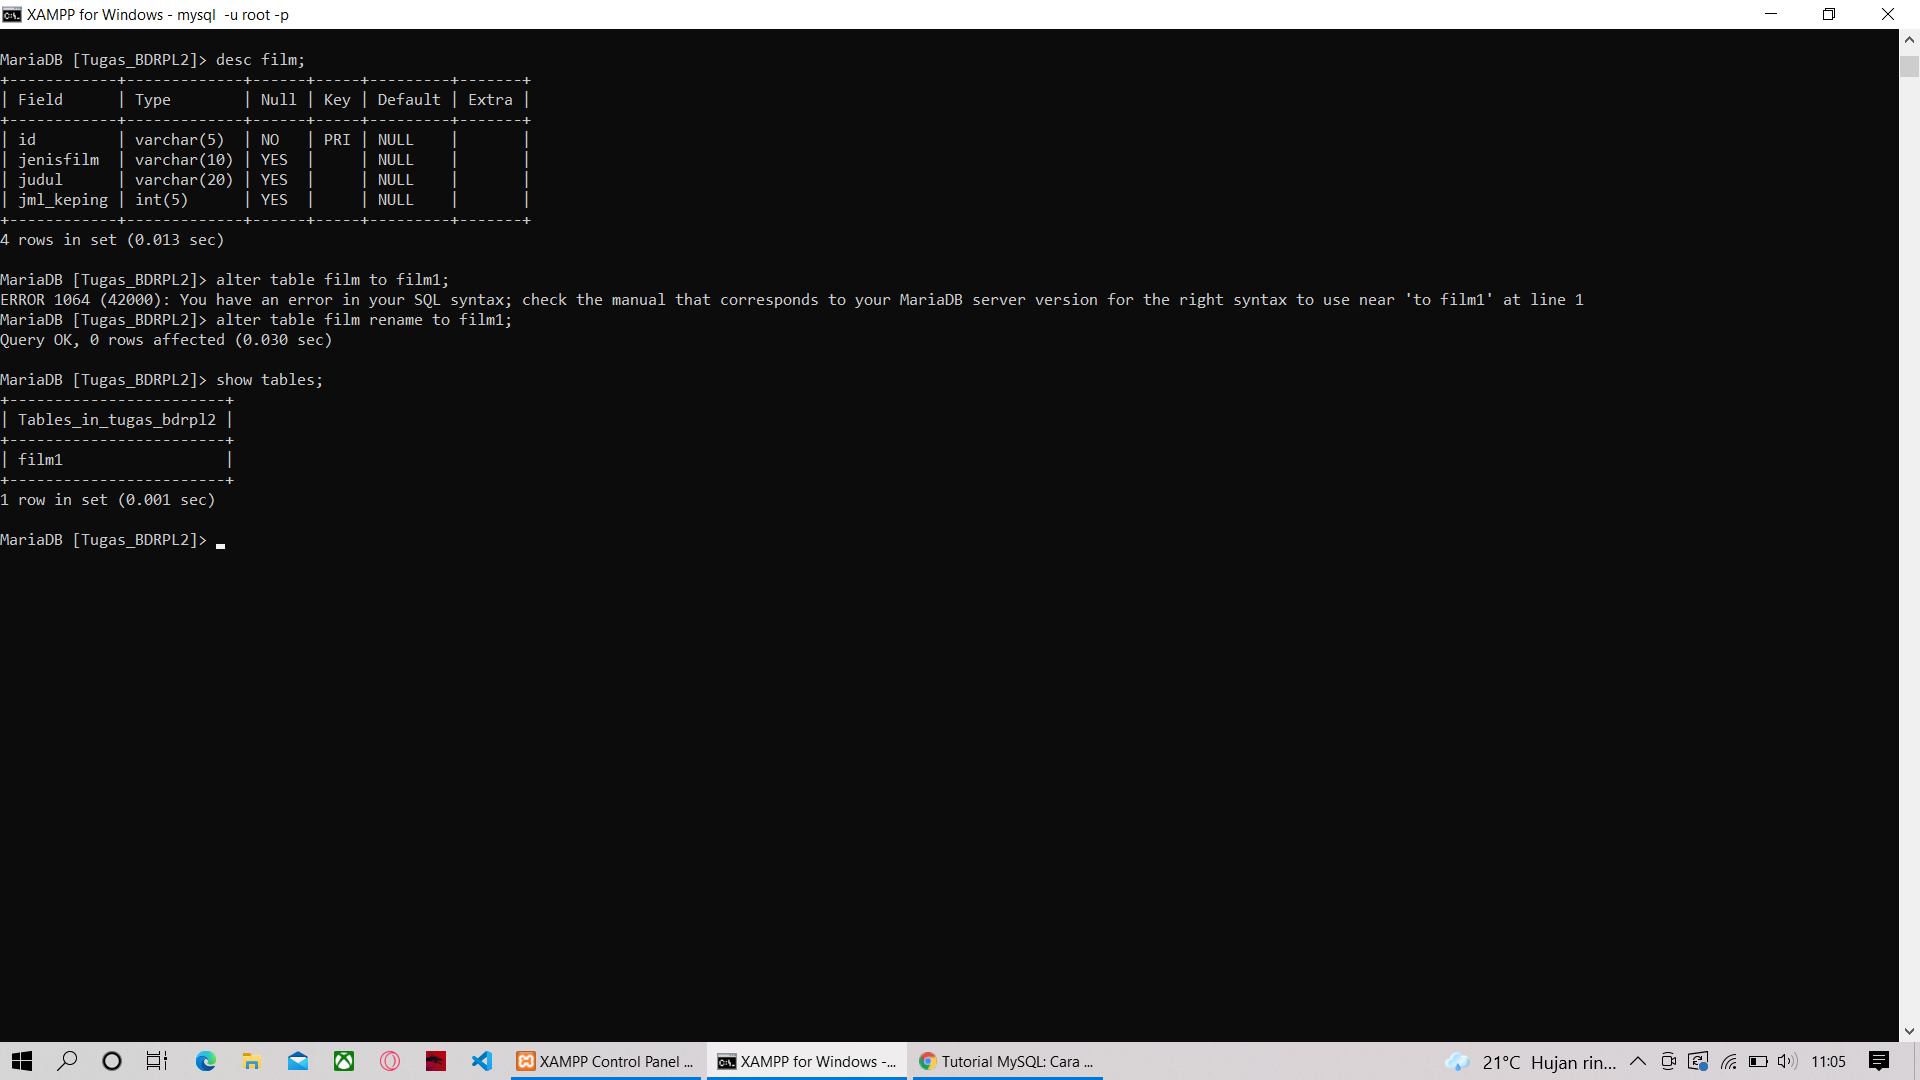 XAMPP for Windows - mysql  -u root -p
MariaDB [Tugas_BDRPL2]> desc film;
+------------+-------------+------+-----+---------+-------+
| Field      | Type        | Null | Key | Default | Extra |
+------------+-------------+------+-----+---------+-------+
| id         | varchar(5)  | NO   | PRI | NULL    |       |
| jenisfilm  | varchar(10) | YES  |     | NULL    |       |
| judul      | varchar(20) | YES  |     | NULL    |       |
| jml_keping | int(5)      | YES  |     | NULL    |       |
+------------+-------------+------+-----+---------+-------+
4 rows in set (0.013 sec)
MariaDB [Tugas_BDRPL2]> alter table film to film1;
ERROR 1064 (42000): You have an error in your SQL syntax; check the manual that corresponds to your MariaDB server version for the right syntax to use near 'to film1' at line 1
MariaDB [Tugas_BDRPL2]> alter table film rename to film1;
Query OK, 0 rows affected (0.030 sec)
MariaDB [Tugas_BDRPL2]> show tables;
+------------------------+
| Tables_in_tugas_bdrpl2 |
+------------------------+
| film1                  |
+------------------------+
1 row in set (0.001 sec)
MariaDB [Tugas_BDRPL2]> _
XAMPP Control Panel ...
XAMPP for Windows -...
Tutorial MySQL: Cara ...
21°C Hujan rin...
11:05